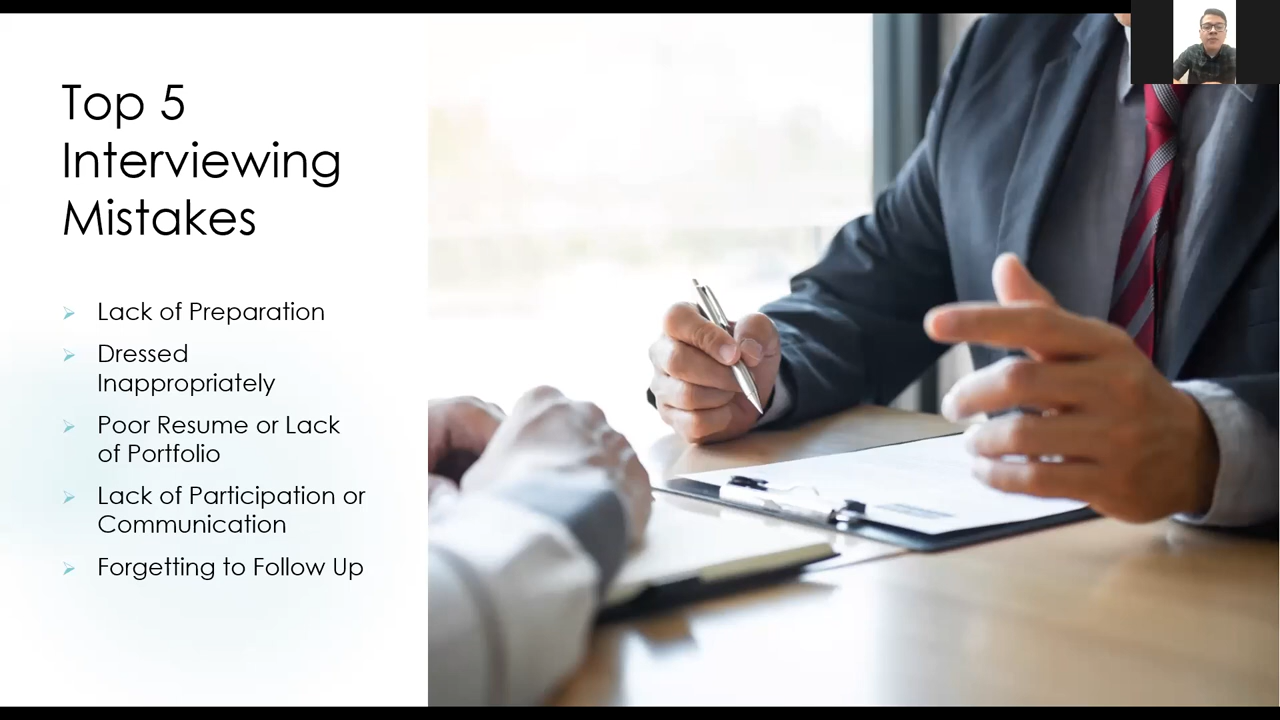 Top 5
Interviewing
Mistakes
Lack of Preparation
Dressed
Inappropriately
Poor Resume or Lack
of Portfolio
Lack of Participation or
Communication
Forgetting to Follow Up